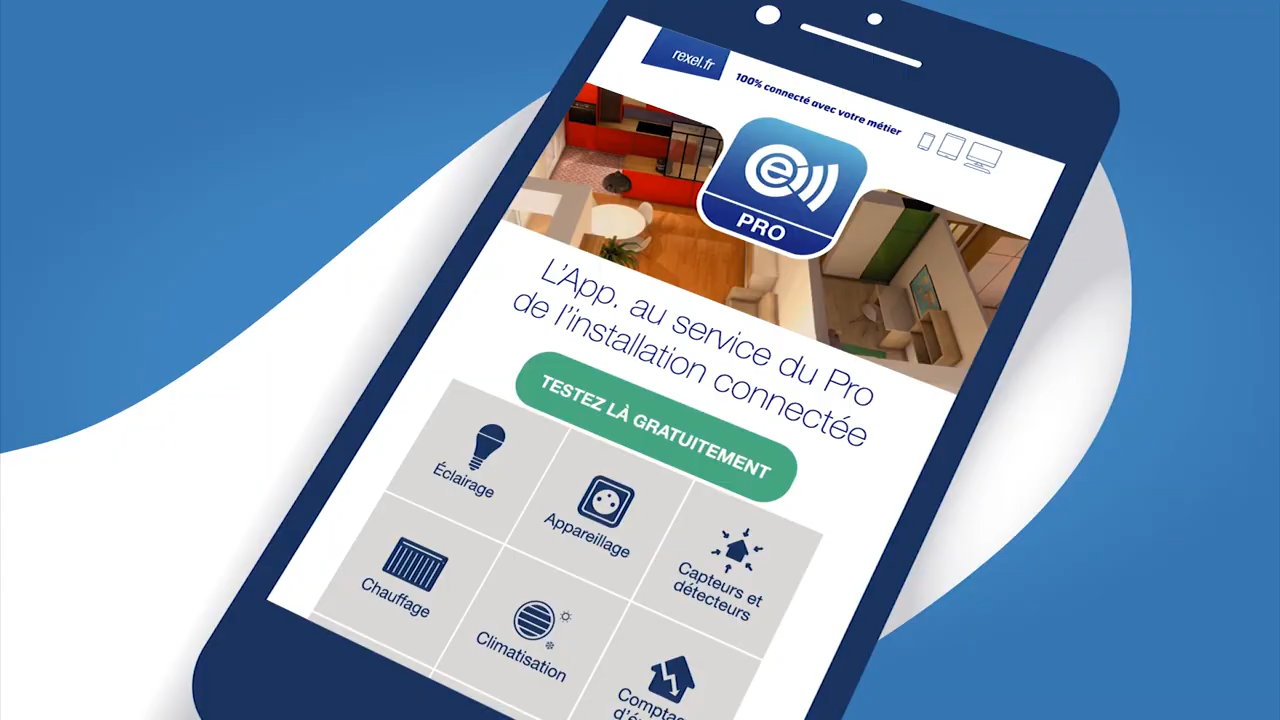 rexel.fr
100% connecté avec votre métier
e
PRO
L'App, au service du Pro
de l'installation connectée
TESTEZ LÀ GRATUITEMENT
Éclairage
Appareillage
Capteurs et
détecteurs
Chauffage
Climatisation